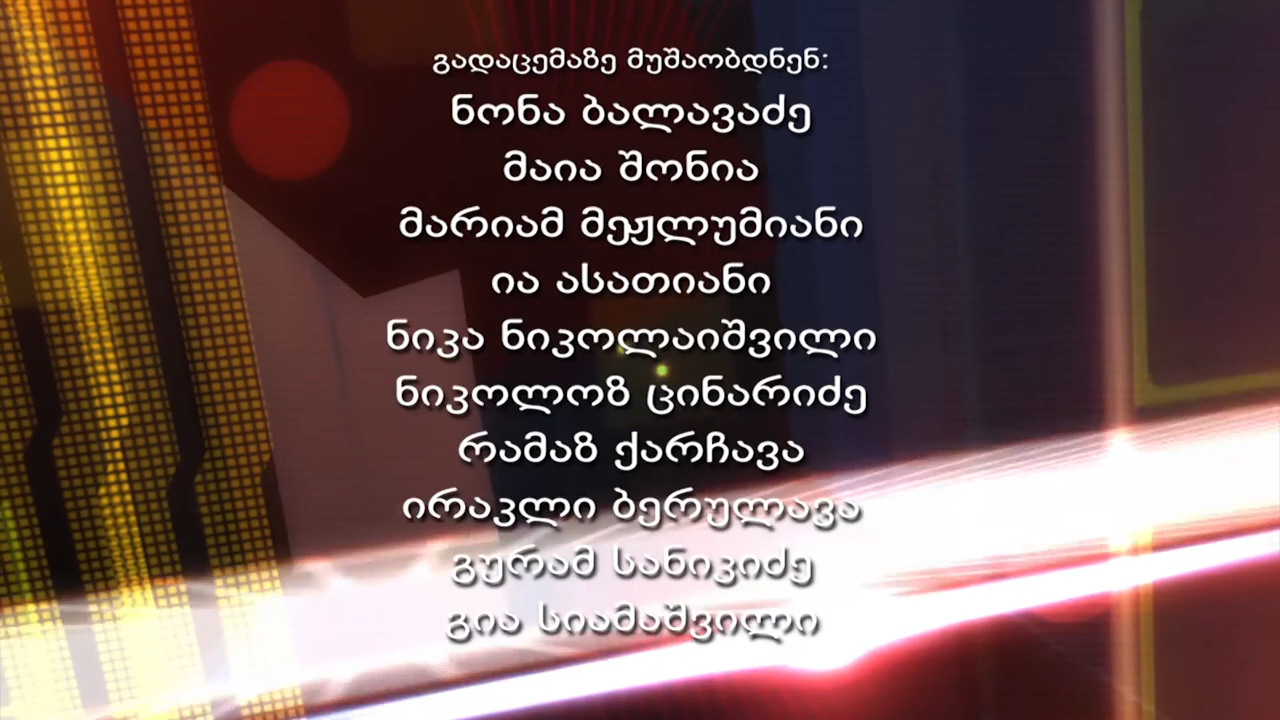 გადაცემაზე მუშაობდნენ:
ნონა ბალავაძე
მაია შონია
მარიამ მეჟლუმიანი
ია ასათიანი
ნიკა ნიკოლაიშვილი
ნიკოლოზ ცინარიძე
რამაზ ქარჩავა
ირაკლი ბერულავა
გურამ სანიკიძე
გია სიამაშვილი